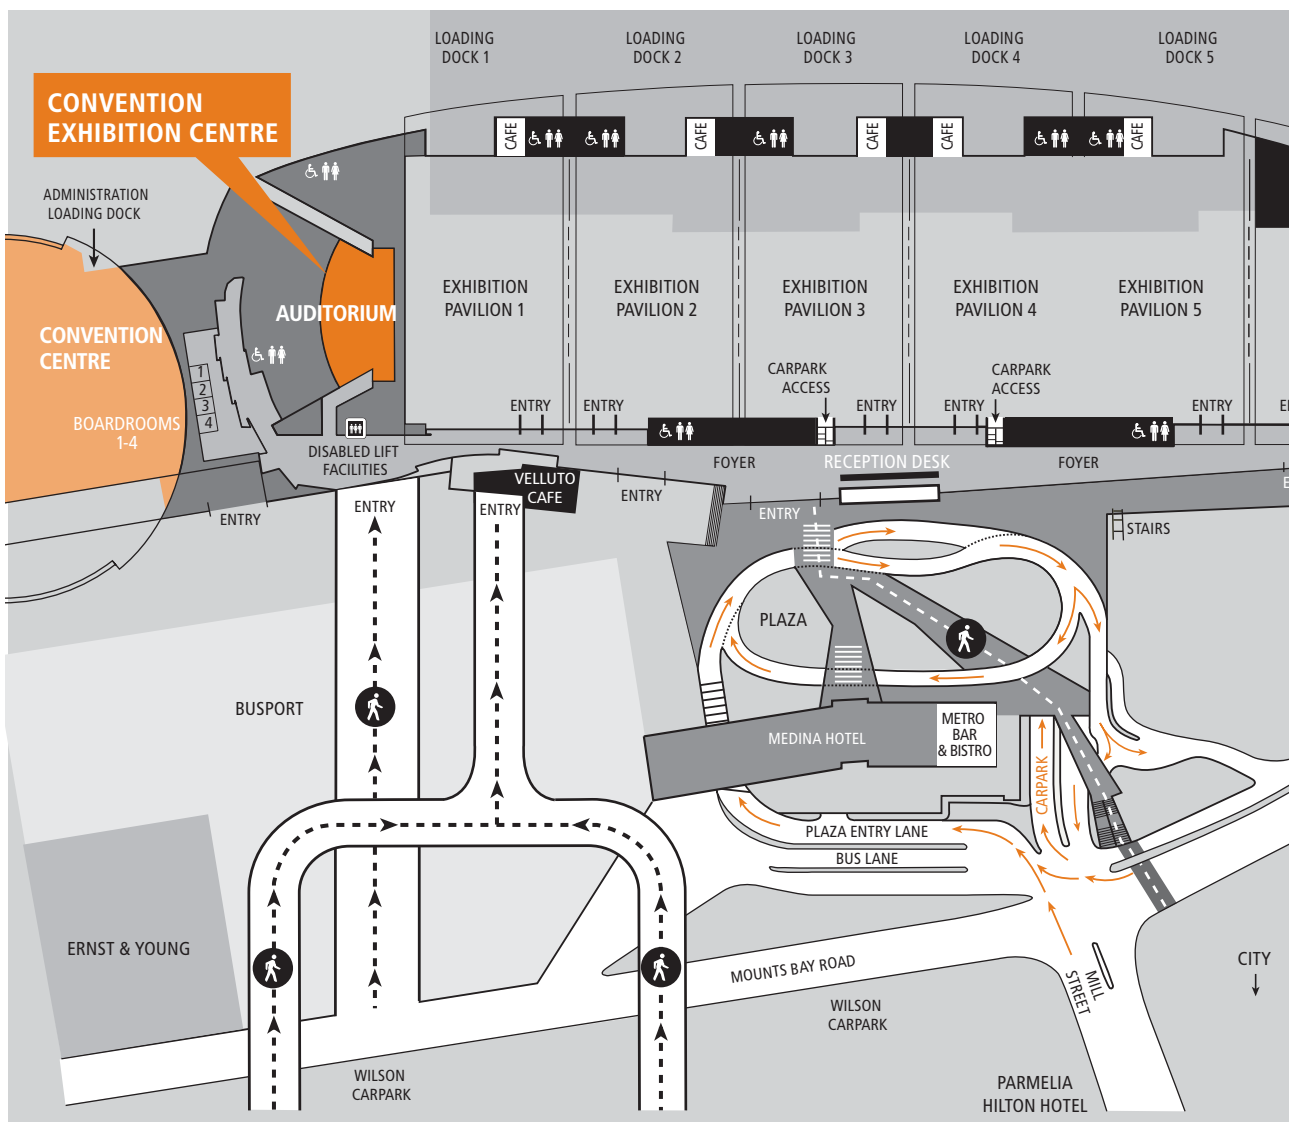 LOADING
DOCK 1
LOADING
DOCK 2
LOADING
DOCK 3
LOADING
DOCK 4
LOADING
DOCK 5
CONVENTION
EXHIBITION CENTRE
CAFE
CAFE
CAFE
CAFE
CAFE
ADMINISTRATION
LOADING DOCK
EXHIBITION
PAVILION 1
EXHIBITION
PAVILION 2
EXHIBITION
PAVILION 3
EXHIBITION
PAVILION 4
EXHIBITION
PAVILION 5
AUDITORIUM
CONVENTION
CENTRE
1
2
3
4
BOARDROOMS
1-4
CARPARK
ACCESS
CARPARK
ACCESS
ENTRY
ENTRY
ENTRY
ENTRY
ENTRY
DISABLED LIFT
FACILITIES
FOYER
RECEPTION DESK
FOYER
VELLUTO
CAFE
ENTRY
ENTRY
ENTRY
ENTRY
ENTRY
STAIRS
PLAZA
BUSPORT
MEDINA HOTEL
METRO
BAR
& BISTRO
CARPARK
PLAZA ENTRY LANE
BUS LANE
ERNST & YOUNG
MOUNTS BAY ROAD
MILL
STREET
CITY
WILSON
CARPARK
WILSON
CARPARK
PARMELIA
HILTON HOTEL